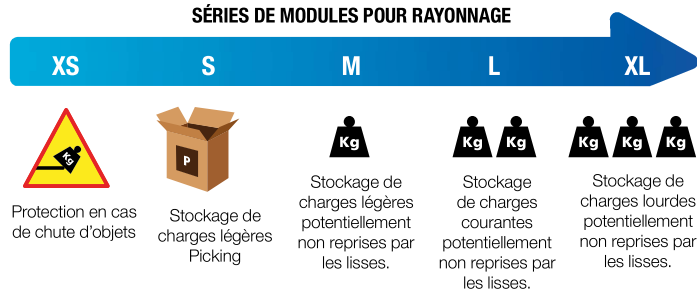 SÉRIES DE MODULES POUR RAYONNAGE
XS
S
M
L
XL
Kg
P
Kg
Kg
Kg
Kg
Kg
Kg
Protection en cas
de chute d'objets
Stockage de
charges légères
Picking
Stockage de
charges légères
potentiellement
non reprises par
les lisses.
Stockage
de charges
courantes
potentiellement
non reprises par
les lisses.
Stockage de
charges lourdes
potentiellement
non reprises par
les lisses.